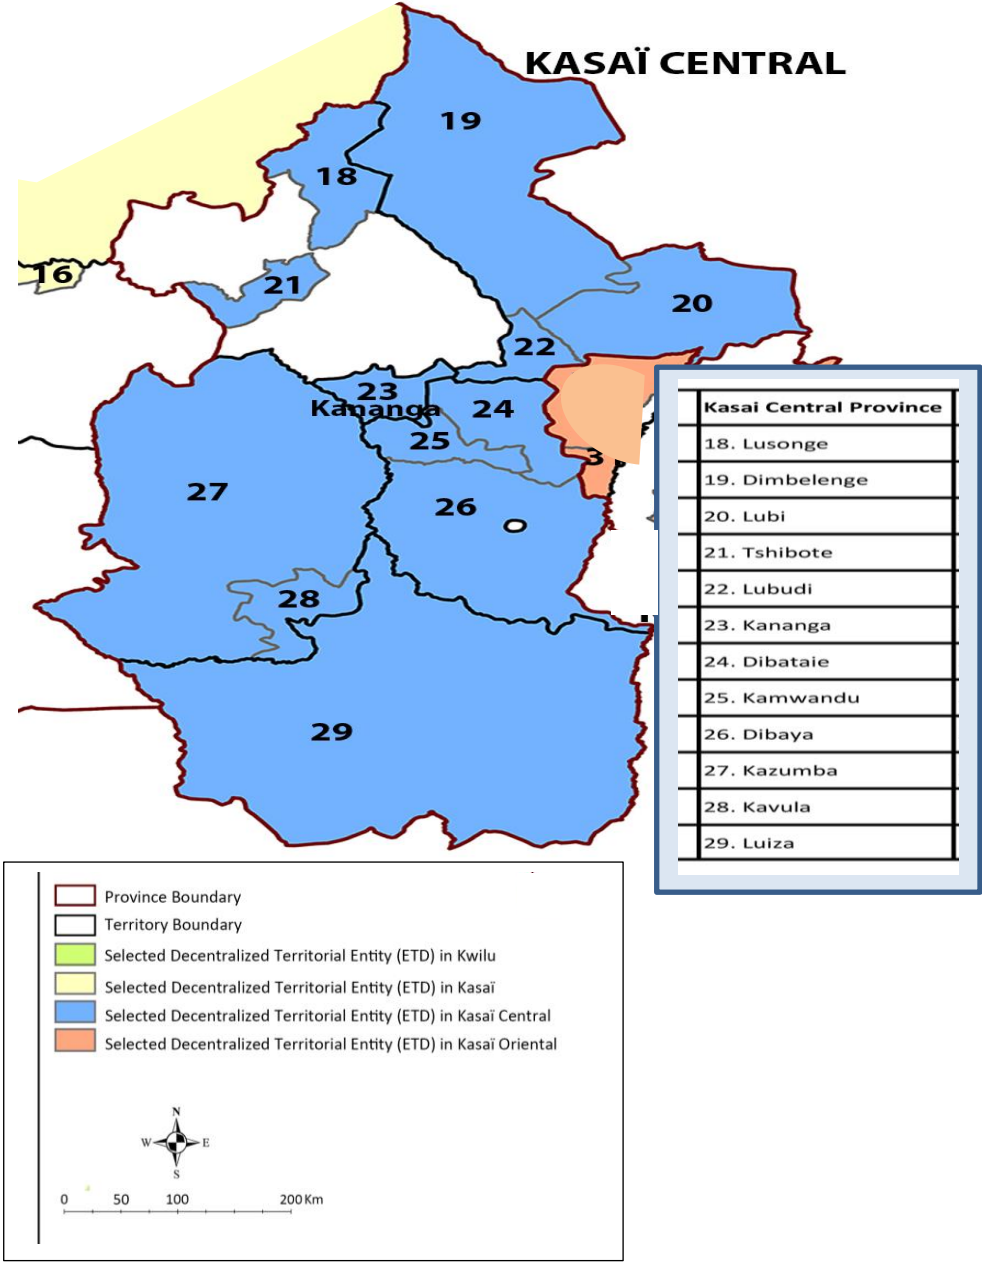 KASAÏ CENTRAL
19
18
16
21
20
22
23
Kananga
24
25
3
27
26
28
29
Kasai Central Province
18. Lusonge
19. Dimbelenge
20. Lubi
21. Tshibote
22. Lubudi
23. Kananga
24. Dibataie
25. Kamwandu
26. Dibaya
27. Kazumba
28. Kavula
29. Luiza
Province Boundary
Territory Boundary
Selected Decentralized Territorial Entity (ETD) in Kwilu
Selected Decentralized Territorial Entity (ETD) in Kasaï
Selected Decentralized Territorial Entity (ETD) in Kasaï Central
Selected Decentralized Territorial Entity (ETD) in Kasaï Oriental
N
W E
S
0 50 100 200 Km